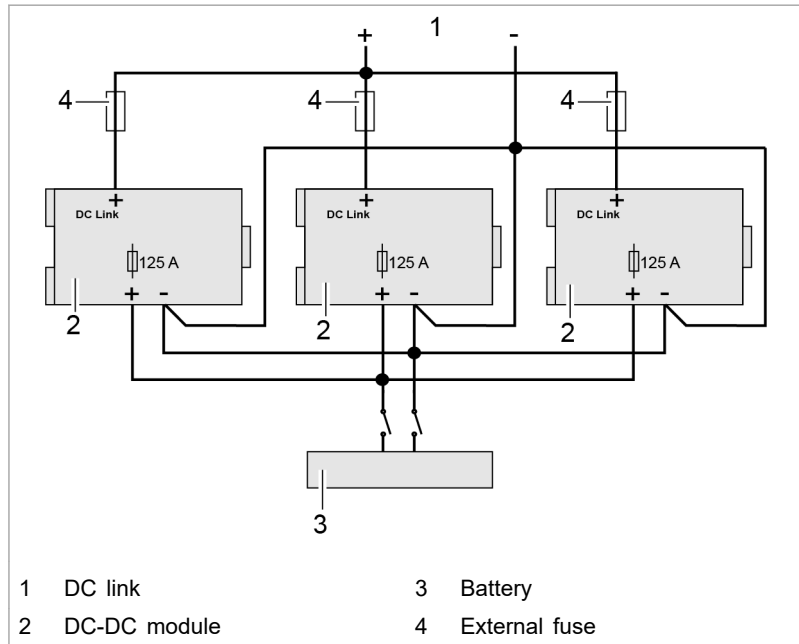 + 1 -
4 4 4
+ + +
DC Link DC Link DC Link
125 A 125 A 125 A
+ - + - + -
2 2 2
3
1 DC link 3 Battery
2 DC-DC module 4 External fuse